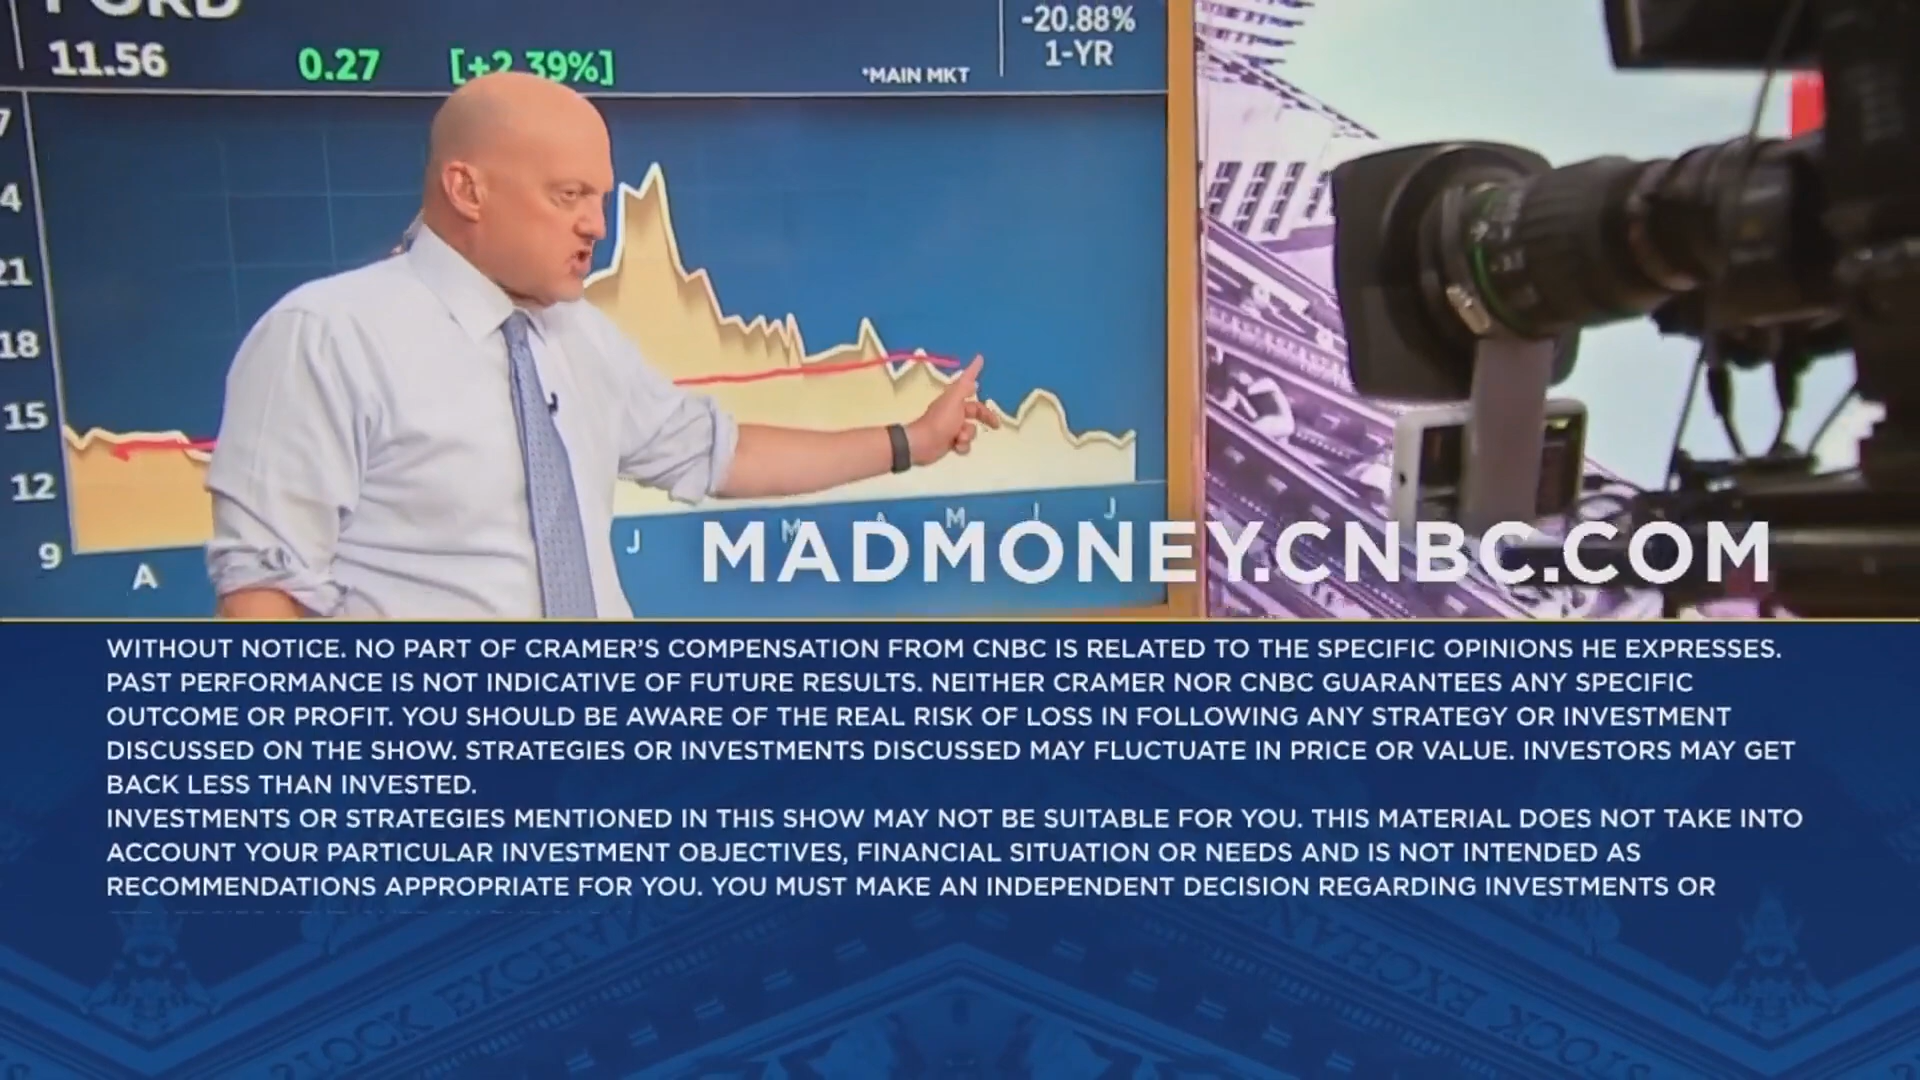 FORD
11.56 0.27 [+2.39%]
-20.88%
1-YR
*MAIN MKT
7
4
21
18
15
12
9
A J M A M J J
MADMONEY.CNBC.COM
WITHOUT NOTICE. NO PART OF CRAMER'S COMPENSATION FROM CNBC IS RELATED TO THE SPECIFIC OPINIONS HE EXPRESSES.
PAST PERFORMANCE IS NOT INDICATIVE OF FUTURE RESULTS. NEITHER CRAMER NOR CNBC GUARANTEES ANY SPECIFIC
OUTCOME OR PROFIT. YOU SHOULD BE AWARE OF THE REAL RISK OF LOSS IN FOLLOWING ANY STRATEGY OR INVESTMENT
DISCUSSED ON THE SHOW. STRATEGIES OR INVESTMENTS DISCUSSED MAY FLUCTUATE IN PRICE OR VALUE. INVESTORS MAY GET
BACK LESS THAN INVESTED.
INVESTMENTS OR STRATEGIES MENTIONED IN THIS SHOW MAY NOT BE SUITABLE FOR YOU. THIS MATERIAL DOES NOT TAKE INTO
ACCOUNT YOUR PARTICULAR INVESTMENT OBJECTIVES, FINANCIAL SITUATION OR NEEDS AND IS NOT INTENDED AS
RECOMMENDATIONS APPROPRIATE FOR YOU. YOU MUST MAKE AN INDEPENDENT DECISION REGARDING INVESTMENTS OR
STOCK EXCHANGE
STOCK EXCHANGE